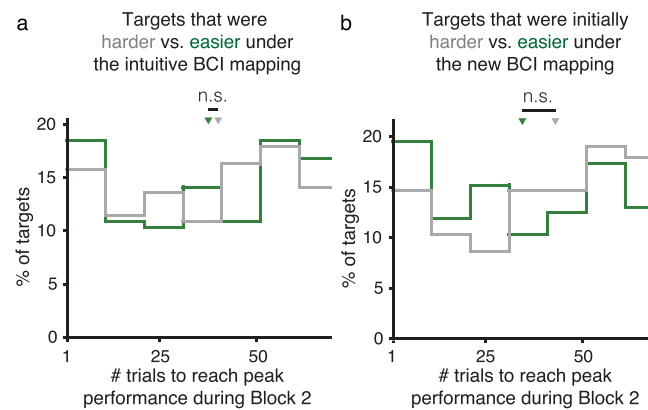 a
Targets that were
harder vs. easier under
the intuitive BCI mapping
n.s.
20
15
10
5
0
% of targets
1
25
50
# trials to reach peak
performance during Block 2
b
Targets that were initially
harder vs. easier under
the new BCI mapping
n.s.
20
15
10
5
0
% of targets
1
25
50
# trials to reach peak
performance during Block 2